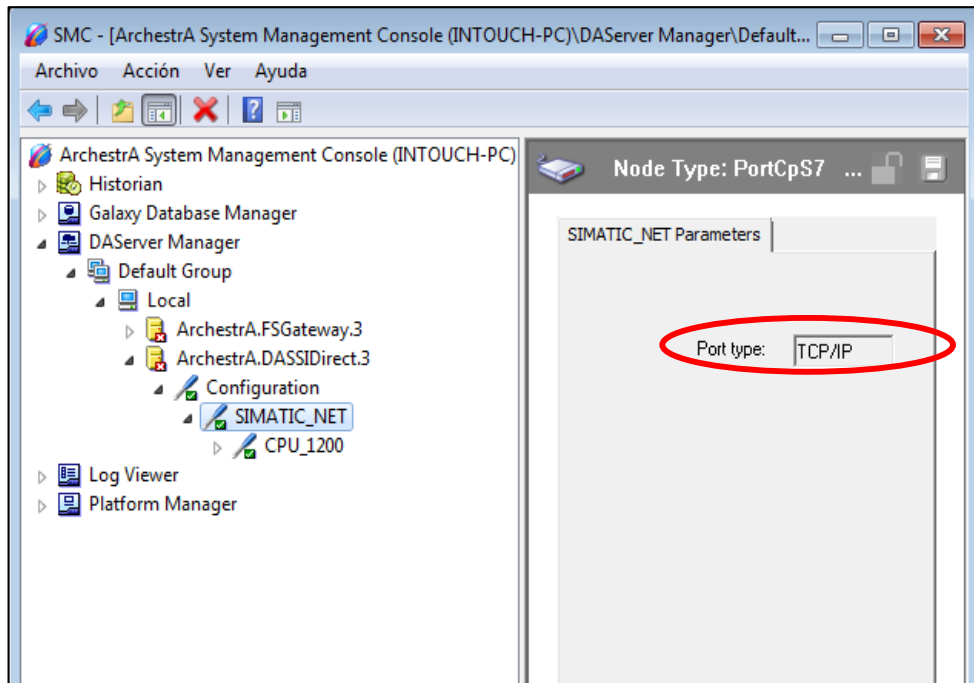 SMC - [ArchestrA System Management Console (INTOUCH-PC)\DAServer Manager\Default...
Archivo Acción Ver Ayuda
ArchestrA System Management Console (INTOUCH-PC)
Historian
Galaxy Database Manager
DAServer Manager
Default Group
Local
ArchestrA.FSGateway.3
ArchestrA.DASSIDirect.3
Configuration
SIMATIC_NET
CPU_1200
Log Viewer
Platform Manager
Node Type: PortCpS7 ...
SIMATIC_NET Parameters
Port type: TCP/IP